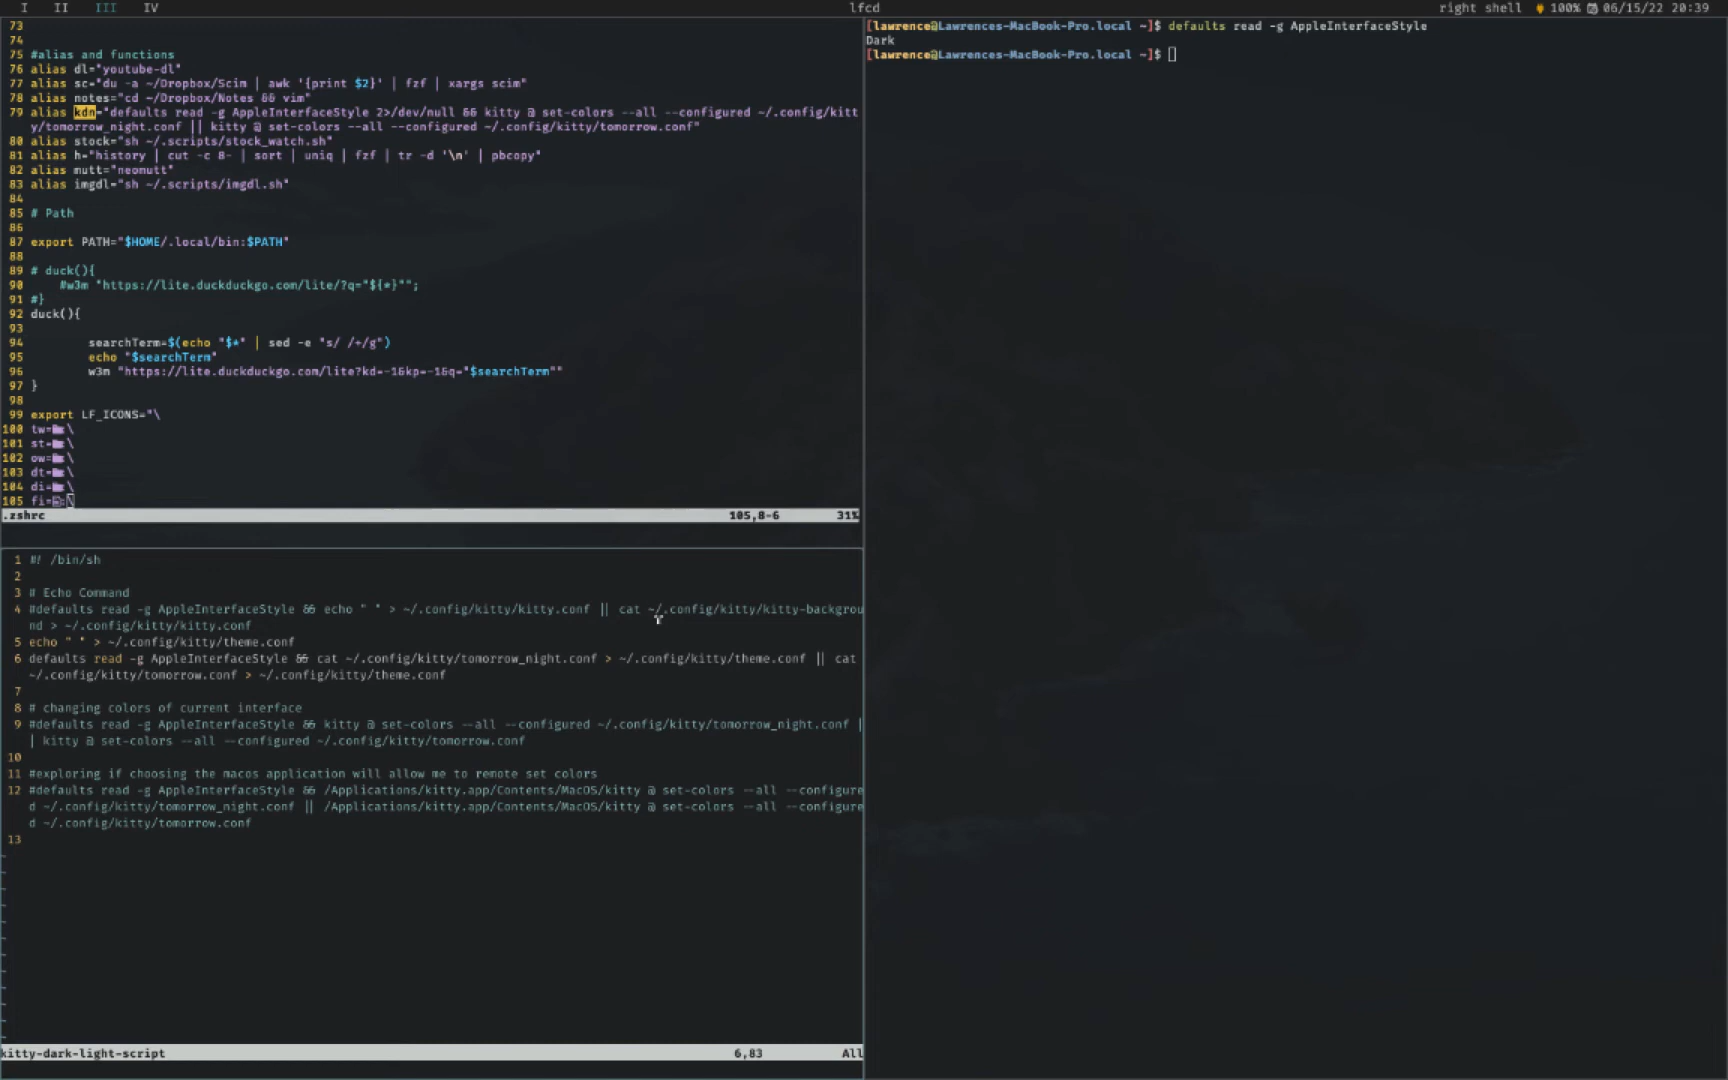 I II III IV lfcd right shell 100% 06/15/22 20:39
73
74
75 #alias and functions
76 alias dl="youtube-dl"
77 alias sc="du -a ~/Dropbox/Scim | awk '{print $2}' | fzf | xargs scim"
78 alias notes="cd ~/Dropbox/Notes && vim"
79 alias kdn="defaults read -g AppleInterfaceStyle 2>/dev/null && kitty @ set-colors --all --configured ~/.config/kitt
y/tomorrow_night.conf || kitty @ set-colors --all --configured ~/.config/kitty/tomorrow.conf"
80 alias stock="sh ~/.scripts/stock_watch.sh"
81 alias h="history | cut -c 8- | sort | uniq | fzf | tr -d '\n' | pbcopy"
82 alias mutt="neomutt"
83 alias imgdl="sh ~/.scripts/imgdl.sh"
84
85 # Path
86
87 export PATH="$HOME/.local/bin:$PATH"
88
89 # duck(){
90 #w3m "https://lite.duckduckgo.com/lite/?q="${*}"";
91 #}
92 duck(){
93
94 searchTerm=$(echo "$*" | sed -e "s/ /+/g")
95 echo "$searchTerm"
96 w3m "https://lite.duckduckgo.com/lite?kd=-1&kp=-1&q="$searchTerm""
97 }
98
99 export LF_ICONS="\
100 tw=\
101 st=\
102 ow=\
103 dt=\
104 di=\
105 fi=:\
.zshrc 105,8-6 31%
1 #! /bin/sh
2
3 # Echo Command
4 #defaults read -g AppleInterfaceStyle && echo " " > ~/.config/kitty/kitty.conf || cat ~/.config/kitty/kitty-backgrou
nd > ~/.config/kitty/kitty.conf
5 echo " " > ~/.config/kitty/theme.conf
6 defaults read -g AppleInterfaceStyle && cat ~/.config/kitty/tomorrow_night.conf > ~/.config/kitty/theme.conf || cat
~/.config/kitty/tomorrow.conf > ~/.config/kitty/theme.conf
7
8 # changing colors of current interface
9 #defaults read -g AppleInterfaceStyle && kitty @ set-colors --all --configured ~/.config/kitty/tomorrow_night.conf |
| kitty @ set-colors --all --configured ~/.config/kitty/tomorrow.conf
10
11 #exploring if choosing the macos application will allow me to remote set colors
12 #defaults read -g AppleInterfaceStyle && /Applications/kitty.app/Contents/MacOS/kitty @ set-colors --all --configure
d ~/.config/kitty/tomorrow_night.conf || /Applications/kitty.app/Contents/MacOS/kitty @ set-colors --all --configure
d ~/.config/kitty/tomorrow.conf
13
kitty-dark-light-script 6,83 All
[lawrence@Lawrences-MacBook-Pro.local ~]$ defaults read -g AppleInterfaceStyle
Dark
[lawrence@Lawrences-MacBook-Pro.local ~]$